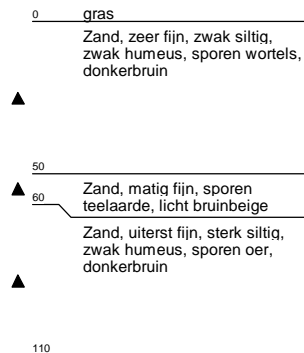 0 gras
Zand, zeer fijn, zwak siltig,
zwak humeus, sporen wortels,
donkerbruin
50
Zand, matig fijn, sporen
60 teelaarde, licht bruinbeige
Zand, uiterst fijn, sterk siltig,
zwak humeus, sporen oer,
donkerbruin
110